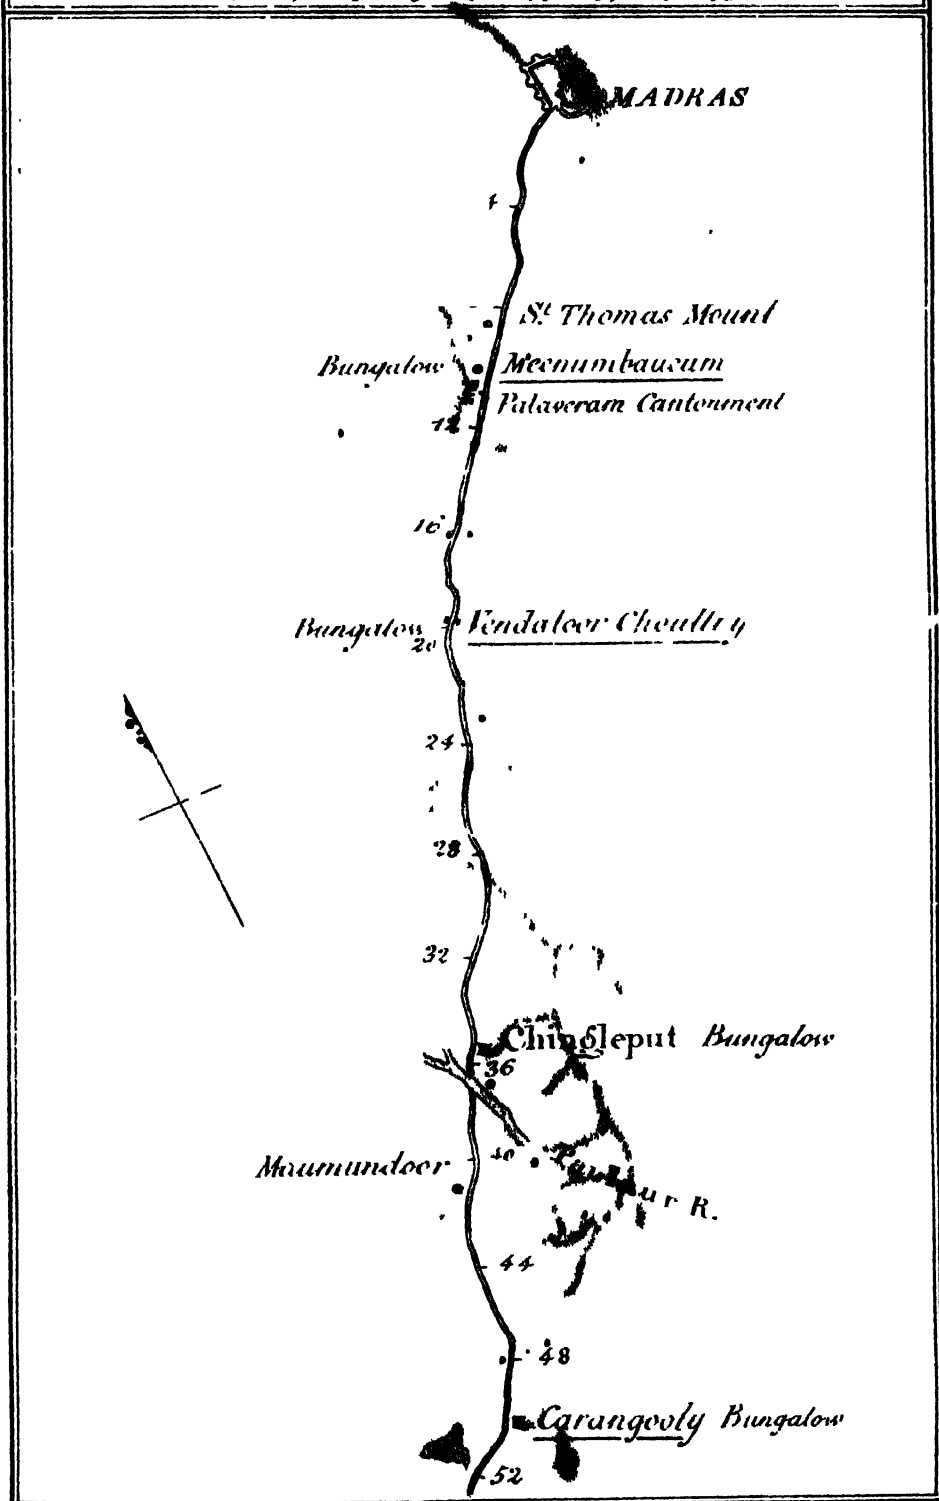 MADRAS
4
St. Thomas Mount
Bungalow Meenumbaucum
Palaveram Cantonment
12
16
Bungalow Vendaloor Choultry
20
24
28
32
Chingleput Bungalow
36
40
Maumundoor
R.
44
48
Carangooly Bungalow
52